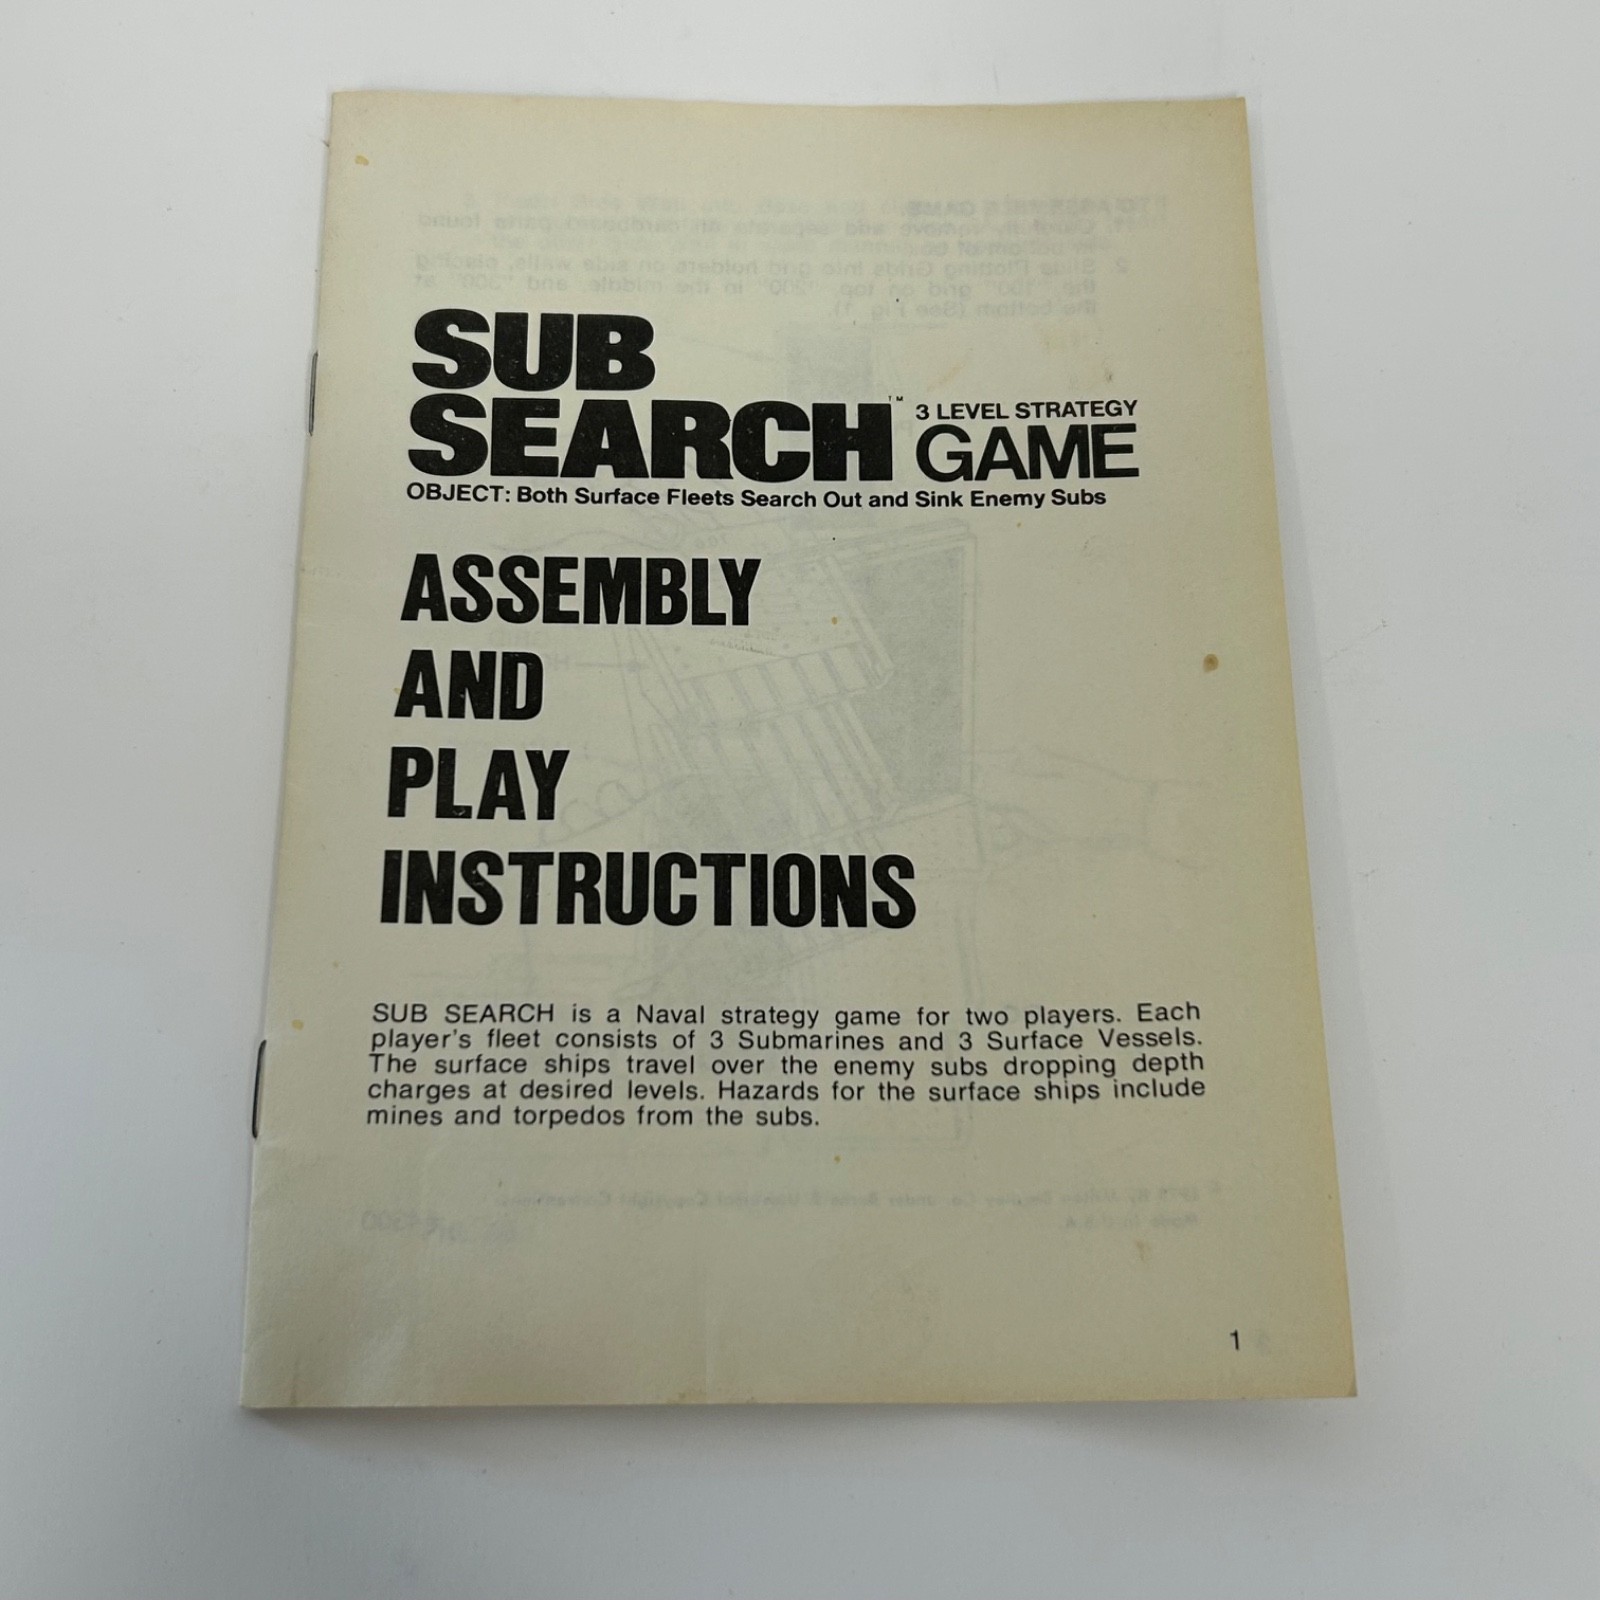 SUB
SEARCH™ 3 LEVEL STRATEGY GAME
OBJECT: Both Surface Fleets Search Out and Sink Enemy Subs
ASSEMBLY
AND
PLAY
INSTRUCTIONS
SUB SEARCH is a Naval strategy game for two players. Each
player's fleet consists of 3 Submarines and 3 Surface Vessels.
The surface ships travel over the enemy subs dropping depth
charges at desired levels. Hazards for the surface ships include
mines and torpedos from the subs.
1